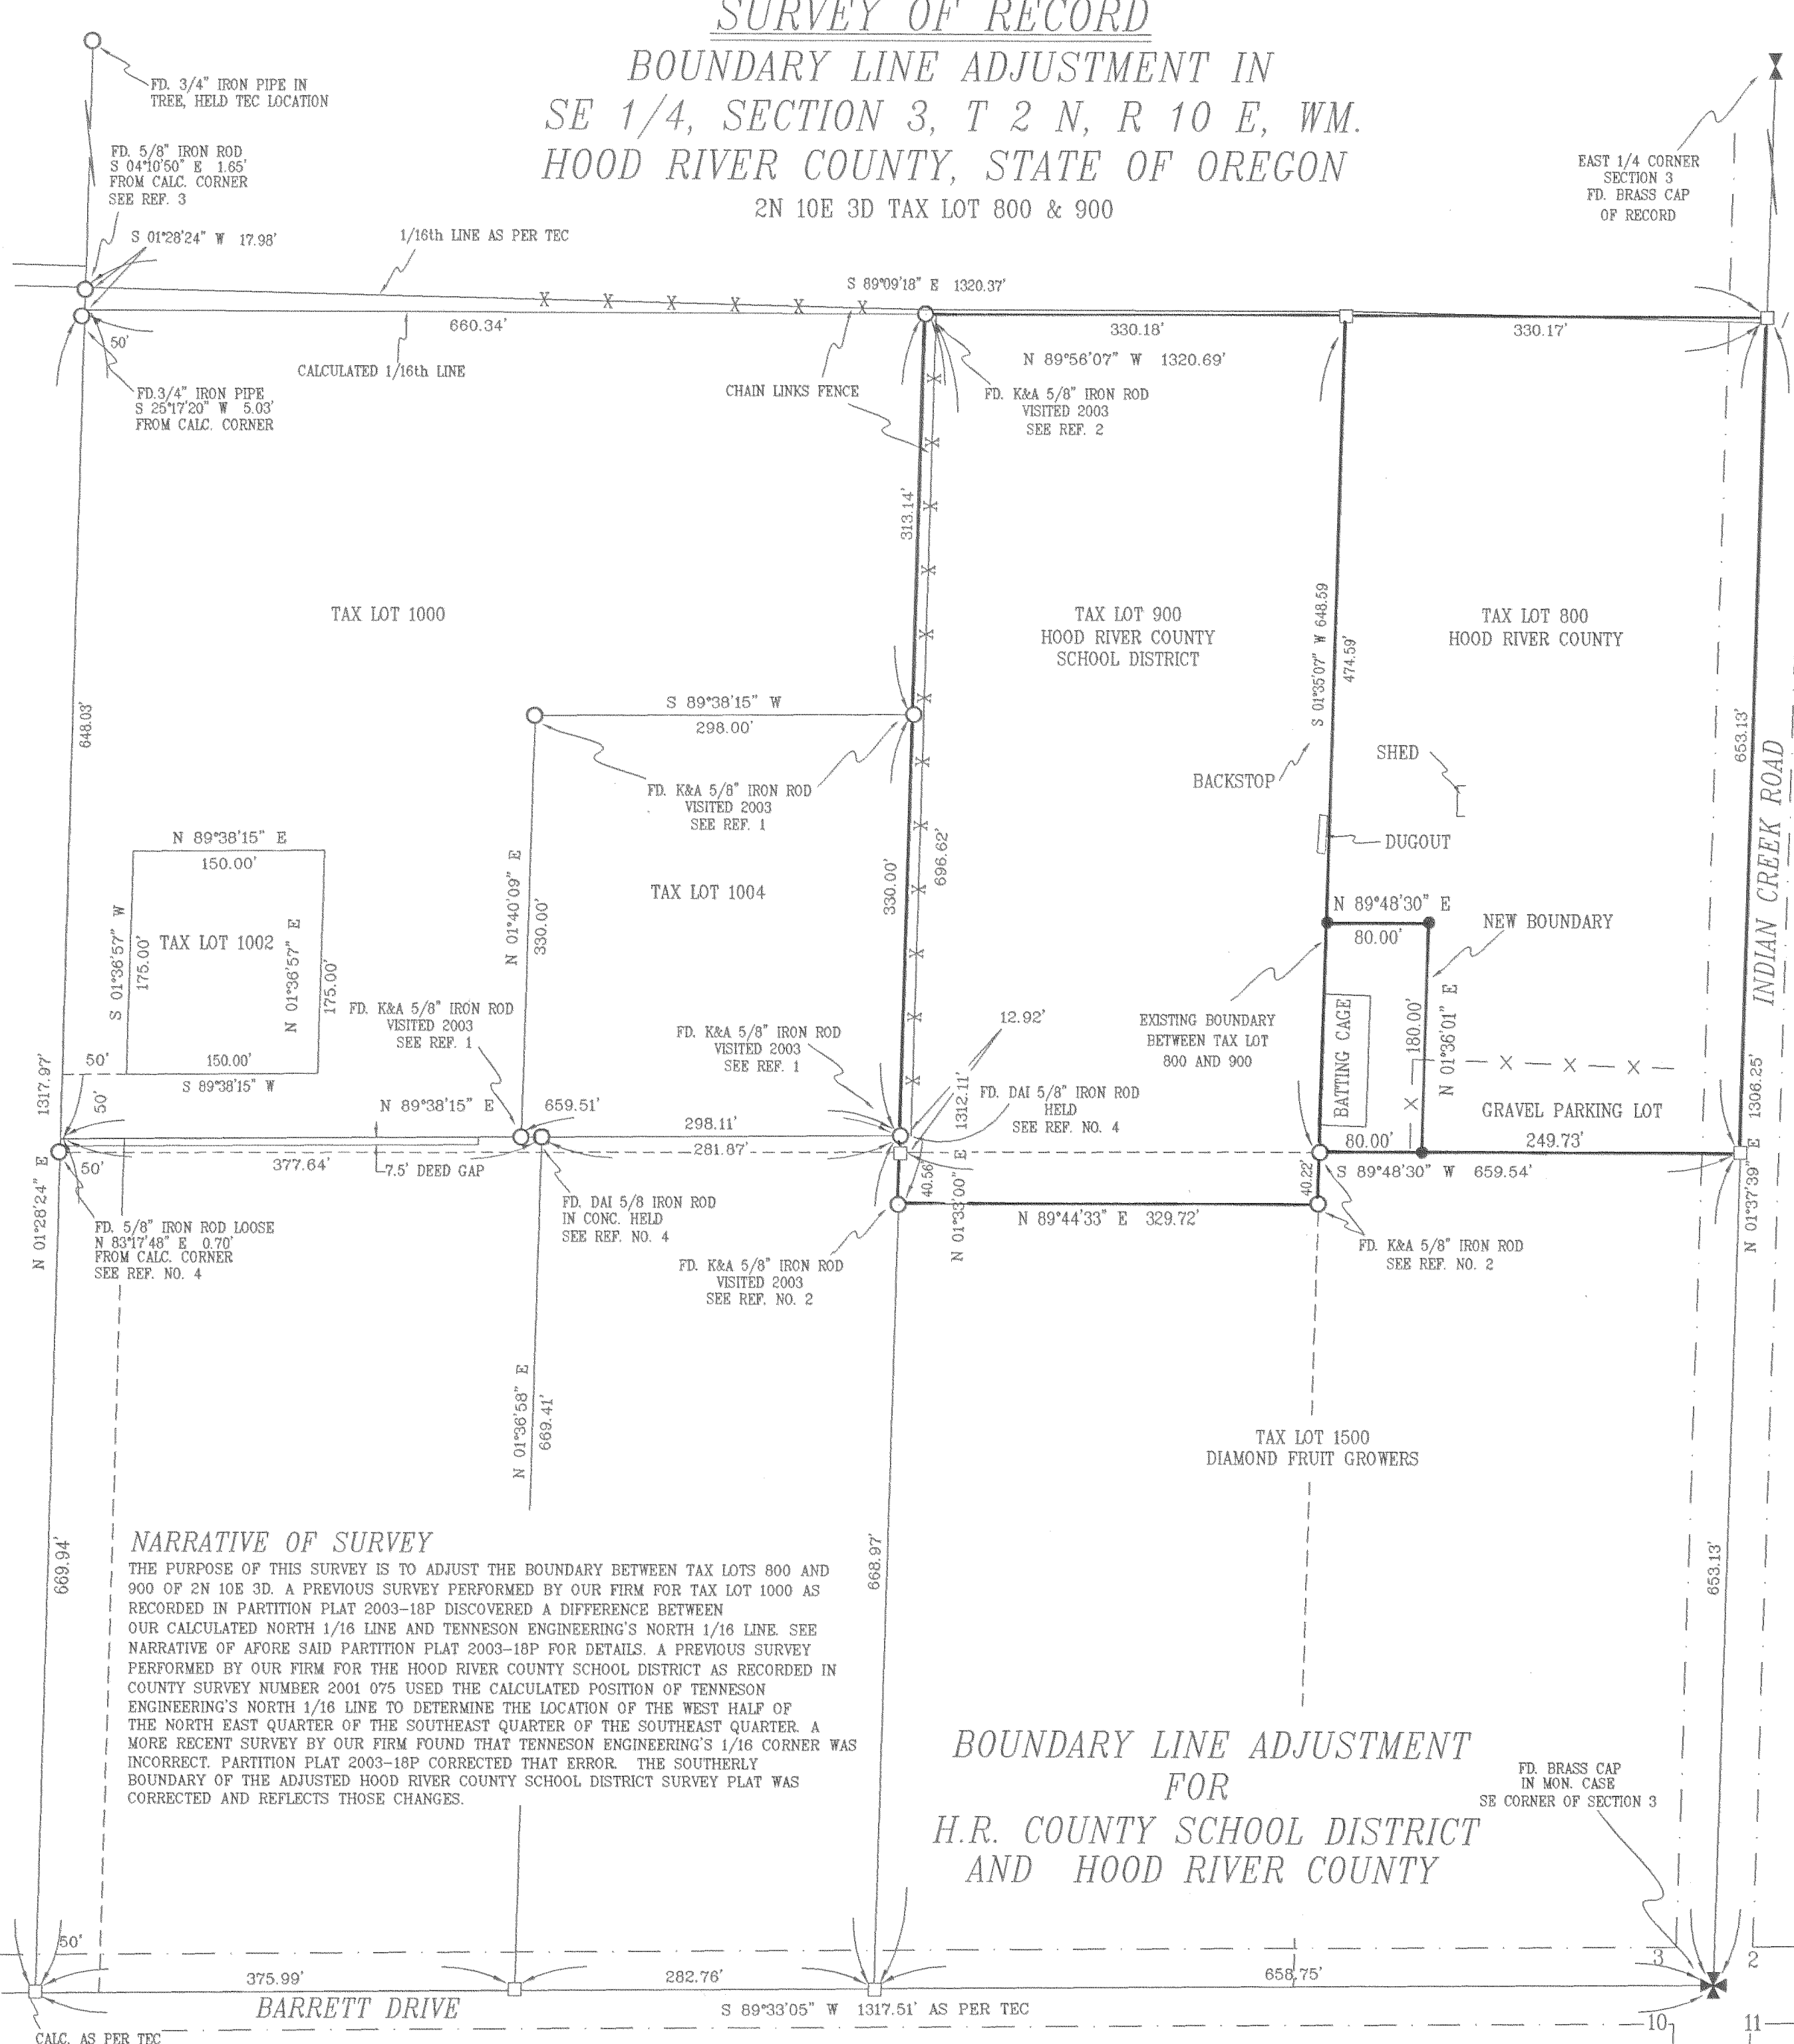 SURVEY OF RECORD
BOUNDARY LINE ADJUSTMENT IN
SE 1/4, SECTION 3, T 2 N, R 10 E, WM.
HOOD RIVER COUNTY, STATE OF OREGON
2N 10E 3D TAX LOT 800 & 900
FD. 3/4" IRON PIPE IN
TREE, HELD TEC LOCATION
FD. 5/8" IRON ROD
S 04°10'50" E 1.65'
FROM CALC. CORNER
SEE REF. 3
S 01°28'24" W 17.98'
1/16th LINE AS PER TEC
EAST 1/4 CORNER
SECTION 3
FD. BRASS CAP
OF RECORD
S 89°09'18" E 1320.37'
660.34'
330.18'
330.17'
50'
N 89°56'07" W 1320.69'
CALCULATED 1/16th LINE
FD.3/4" IRON PIPE
S 25°17'20" W 5.03'
FROM CALC. CORNER
CHAIN LINKS FENCE
FD. K&A 5/8" IRON ROD
VISITED 2003
SEE REF. 2
X X X X X X
313.14'
TAX LOT 1000
TAX LOT 900
HOOD RIVER COUNTY
SCHOOL DISTRICT
S 01°35'07" W 648.59
474.59'
TAX LOT 800
HOOD RIVER COUNTY
648.03'
S 89°38'15" W
298.00'
653.13'
INDIAN CREEK ROAD
SHED
BACKSTOP
DUGOUT
FD. K&A 5/8" IRON ROD
VISITED 2003
SEE REF. 1
N 89°38'15" E
150.00'
S 01°36'57" W
175.00'
TAX LOT 1002
N 01°36'57" E
175.00'
150.00'
S 89°38'15" W
50'
50'
N 01°40'09" E
330.00'
TAX LOT 1004
330.00'
696.62'
X X X X X X X X X X X X
N 89°48'30" E
80.00'
NEW BOUNDARY
EXISTING BOUNDARY
BETWEEN TAX LOT
800 AND 900
BATTING CAGE
180.00'
N 01°36'01" E
X X X X
GRAVEL PARKING LOT
FD. K&A 5/8" IRON ROD
VISITED 2003
SEE REF. 1
FD. K&A 5/8" IRON ROD
VISITED 2003
SEE REF. 1
12.92'
FD. DAI 5/8" IRON ROD
HELD
SEE REF. NO. 4
1317.97'
N 01°28'24" E
N 89°38'15" E 659.51'
298.11'
281.87'
1312.11'
N 01°33'00" E
80.00'
249.73'
S 89°48'30" W 659.54'
1306.25'
N 01°37'39" E
50'
377.64'
7.5' DEED GAP
40.56'
40.22'
N 89°44'33" E 329.72'
FD. 5/8" IRON ROD LOOSE
N 83°17'48" E 0.70'
FROM CALC. CORNER
SEE REF. NO. 4
FD. DAI 5/8 IRON ROD
IN CONC. HELD
SEE REF. NO. 4
FD. K&A 5/8" IRON ROD
VISITED 2003
SEE REF. NO. 2
FD. K&A 5/8" IRON ROD
SEE REF. NO. 2
N 01°36'58" E
669.41'
TAX LOT 1500
DIAMOND FRUIT GROWERS
669.94'
668.97'
653.13'
NARRATIVE OF SURVEY
THE PURPOSE OF THIS SURVEY IS TO ADJUST THE BOUNDARY BETWEEN TAX LOTS 800 AND
900 OF 2N 10E 3D. A PREVIOUS SURVEY PERFORMED BY OUR FIRM FOR TAX LOT 1000 AS
RECORDED IN PARTITION PLAT 2003-18P DISCOVERED A DIFFERENCE BETWEEN
OUR CALCULATED NORTH 1/16 LINE AND TENNESON ENGINEERING'S NORTH 1/16 LINE. SEE
NARRATIVE OF AFORE SAID PARTITION PLAT 2003-18P FOR DETAILS. A PREVIOUS SURVEY
PERFORMED BY OUR FIRM FOR THE HOOD RIVER COUNTY SCHOOL DISTRICT AS RECORDED IN
COUNTY SURVEY NUMBER 2001 075 USED THE CALCULATED POSITION OF TENNESON
ENGINEERING'S NORTH 1/16 LINE TO DETERMINE THE LOCATION OF THE WEST HALF OF
THE NORTH EAST QUARTER OF THE SOUTHEAST QUARTER OF THE SOUTHEAST QUARTER. A
MORE RECENT SURVEY BY OUR FIRM FOUND THAT TENNESON ENGINEERING'S 1/16 CORNER WAS
INCORRECT. PARTITION PLAT 2003-18P CORRECTED THAT ERROR. THE SOUTHERLY
BOUNDARY OF THE ADJUSTED HOOD RIVER COUNTY SCHOOL DISTRICT SURVEY PLAT WAS
CORRECTED AND REFLECTS THOSE CHANGES.
BOUNDARY LINE ADJUSTMENT
FOR
H.R. COUNTY SCHOOL DISTRICT
AND HOOD RIVER COUNTY
FD. BRASS CAP
IN MON. CASE
SE CORNER OF SECTION 3
50'
3
2
375.99'
282.76'
658.75'
BARRETT DRIVE
S 89°33'05" W 1317.51' AS PER TEC
10
11
CALC. AS PER TEC